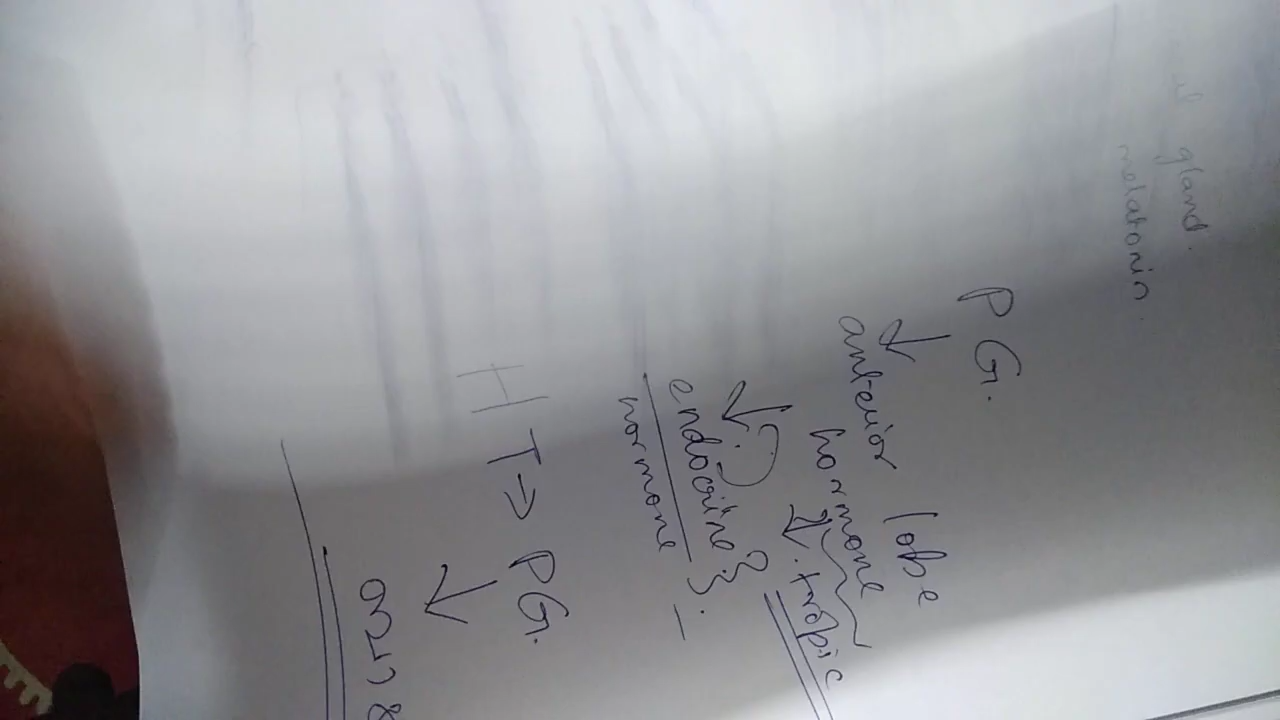 l gland.
melatonin.
P G.
↓
anterior lobe
hormone
↓
. tropic
↓
endocrine }
hormone
H T → P G.
↓